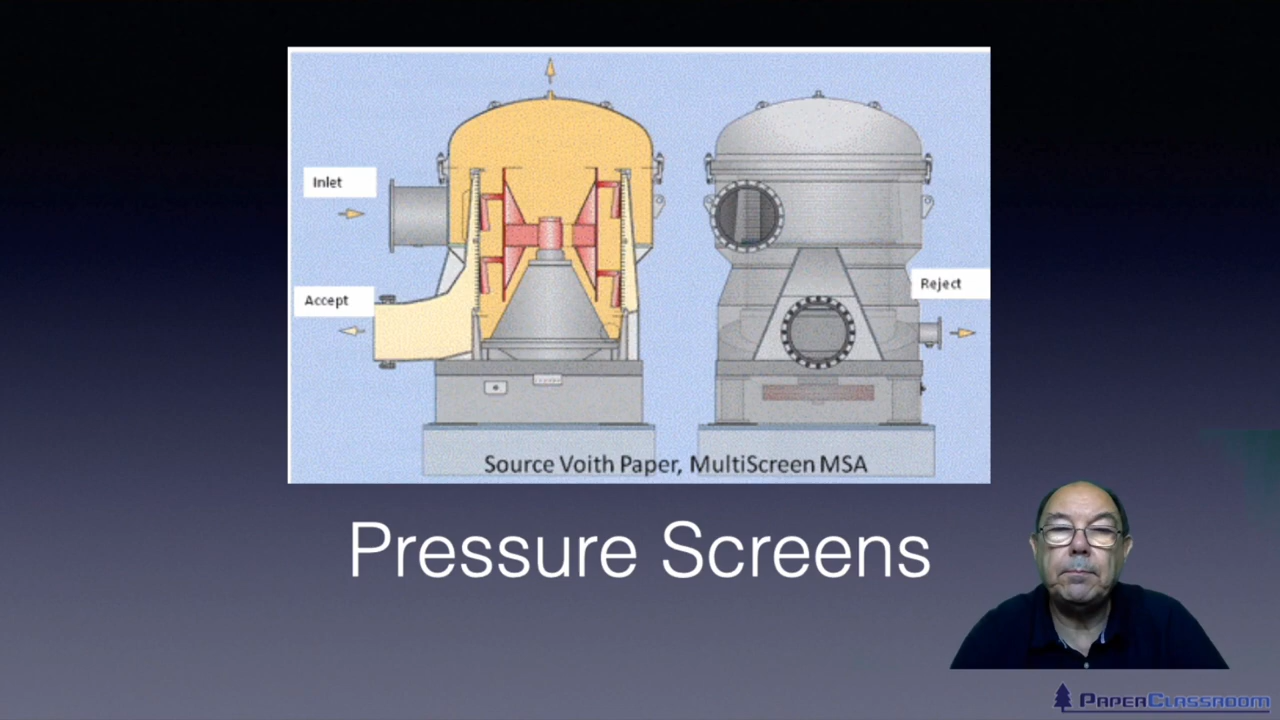 Inlet
Accept
Reject
Source Voith Paper, MultiScreen MSA
Pressure Screens
PaperClassroom